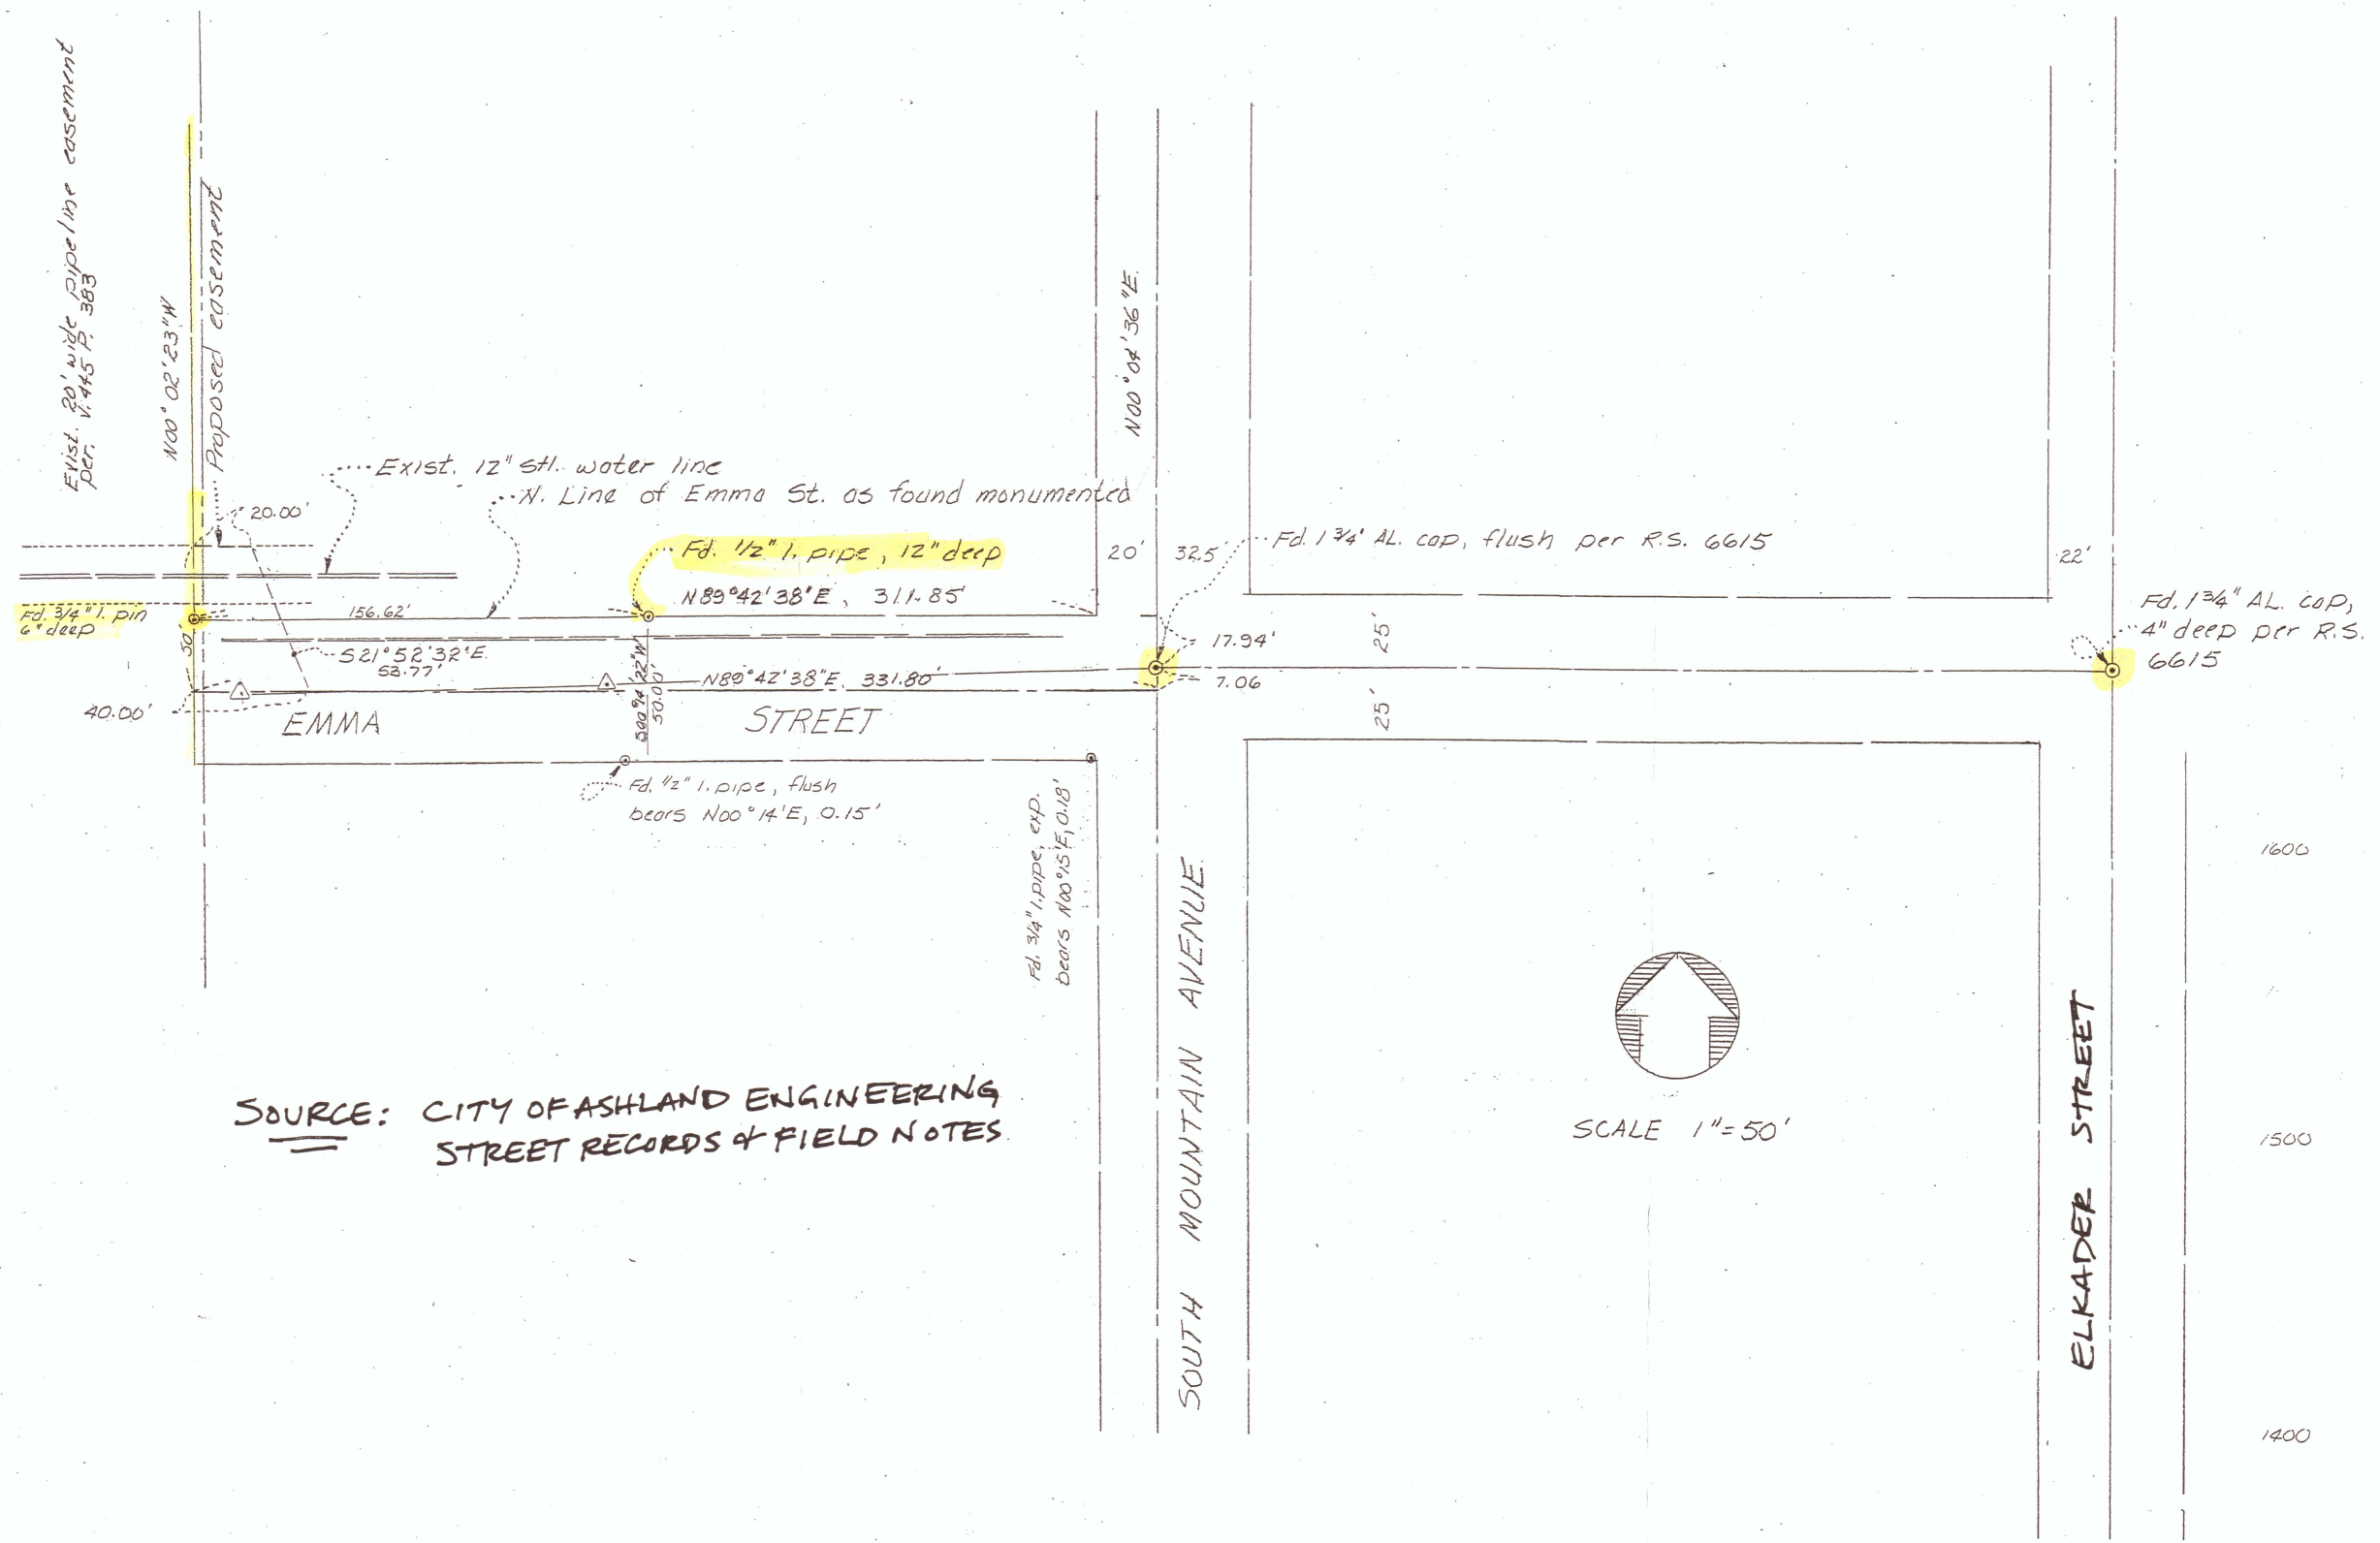 Exist. 20' wide pipeline easement
per. V. 445 P. 383
N00°02'23"W
Proposed easement
N00°04'36"E
Exist. 12" Stl. water line
N. Line of Emma St. as found monumented
20.00'
Fd. 1/2" I. pipe, 12" deep
20'
32.5'
Fd. 1 3/4" AL. cap, flush per R.S. 6615
22'
N89°42'38"E, 311.85'
156.62'
Fd. 3/4" I. pin
6" deep
Fd. 1 3/4" AL. cap,
4" deep per R.S.
6615
50'
S21°52'32"E
53.77'
17.94'
25'
N89°42'38"E 331.80'
7.06
50.00'
25'
40.00'
EMMA STREET
Fd. 1/2" I. pipe, flush
bears N00°14'E, 0.15'
Fd. 3/4" I. pipe, exp.
bears N00°15'E, 0.18'
1600
SOUTH MOUNTAIN AVENUE
ELKADER STREET
SOURCE: CITY OF ASHLAND ENGINEERING
STREET RECORDS & FIELD NOTES
SCALE 1"=50'
1500
1400